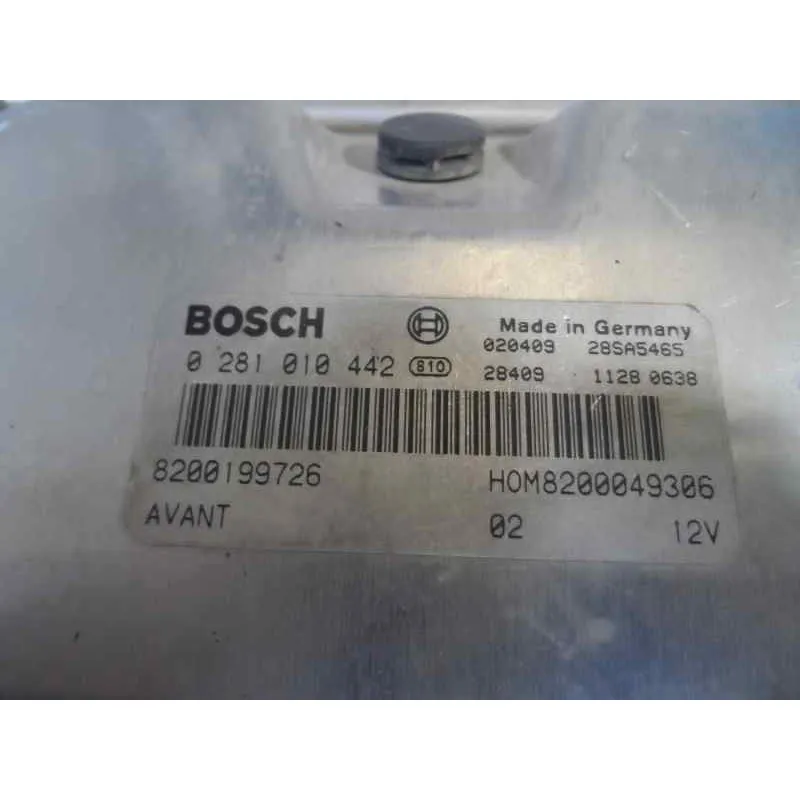 BOSCH Made in Germany
020409 28SA5465
0 281 010 442 810 28409 1128 0638
8200199726 HOM8200049306
AVANT 02 12V